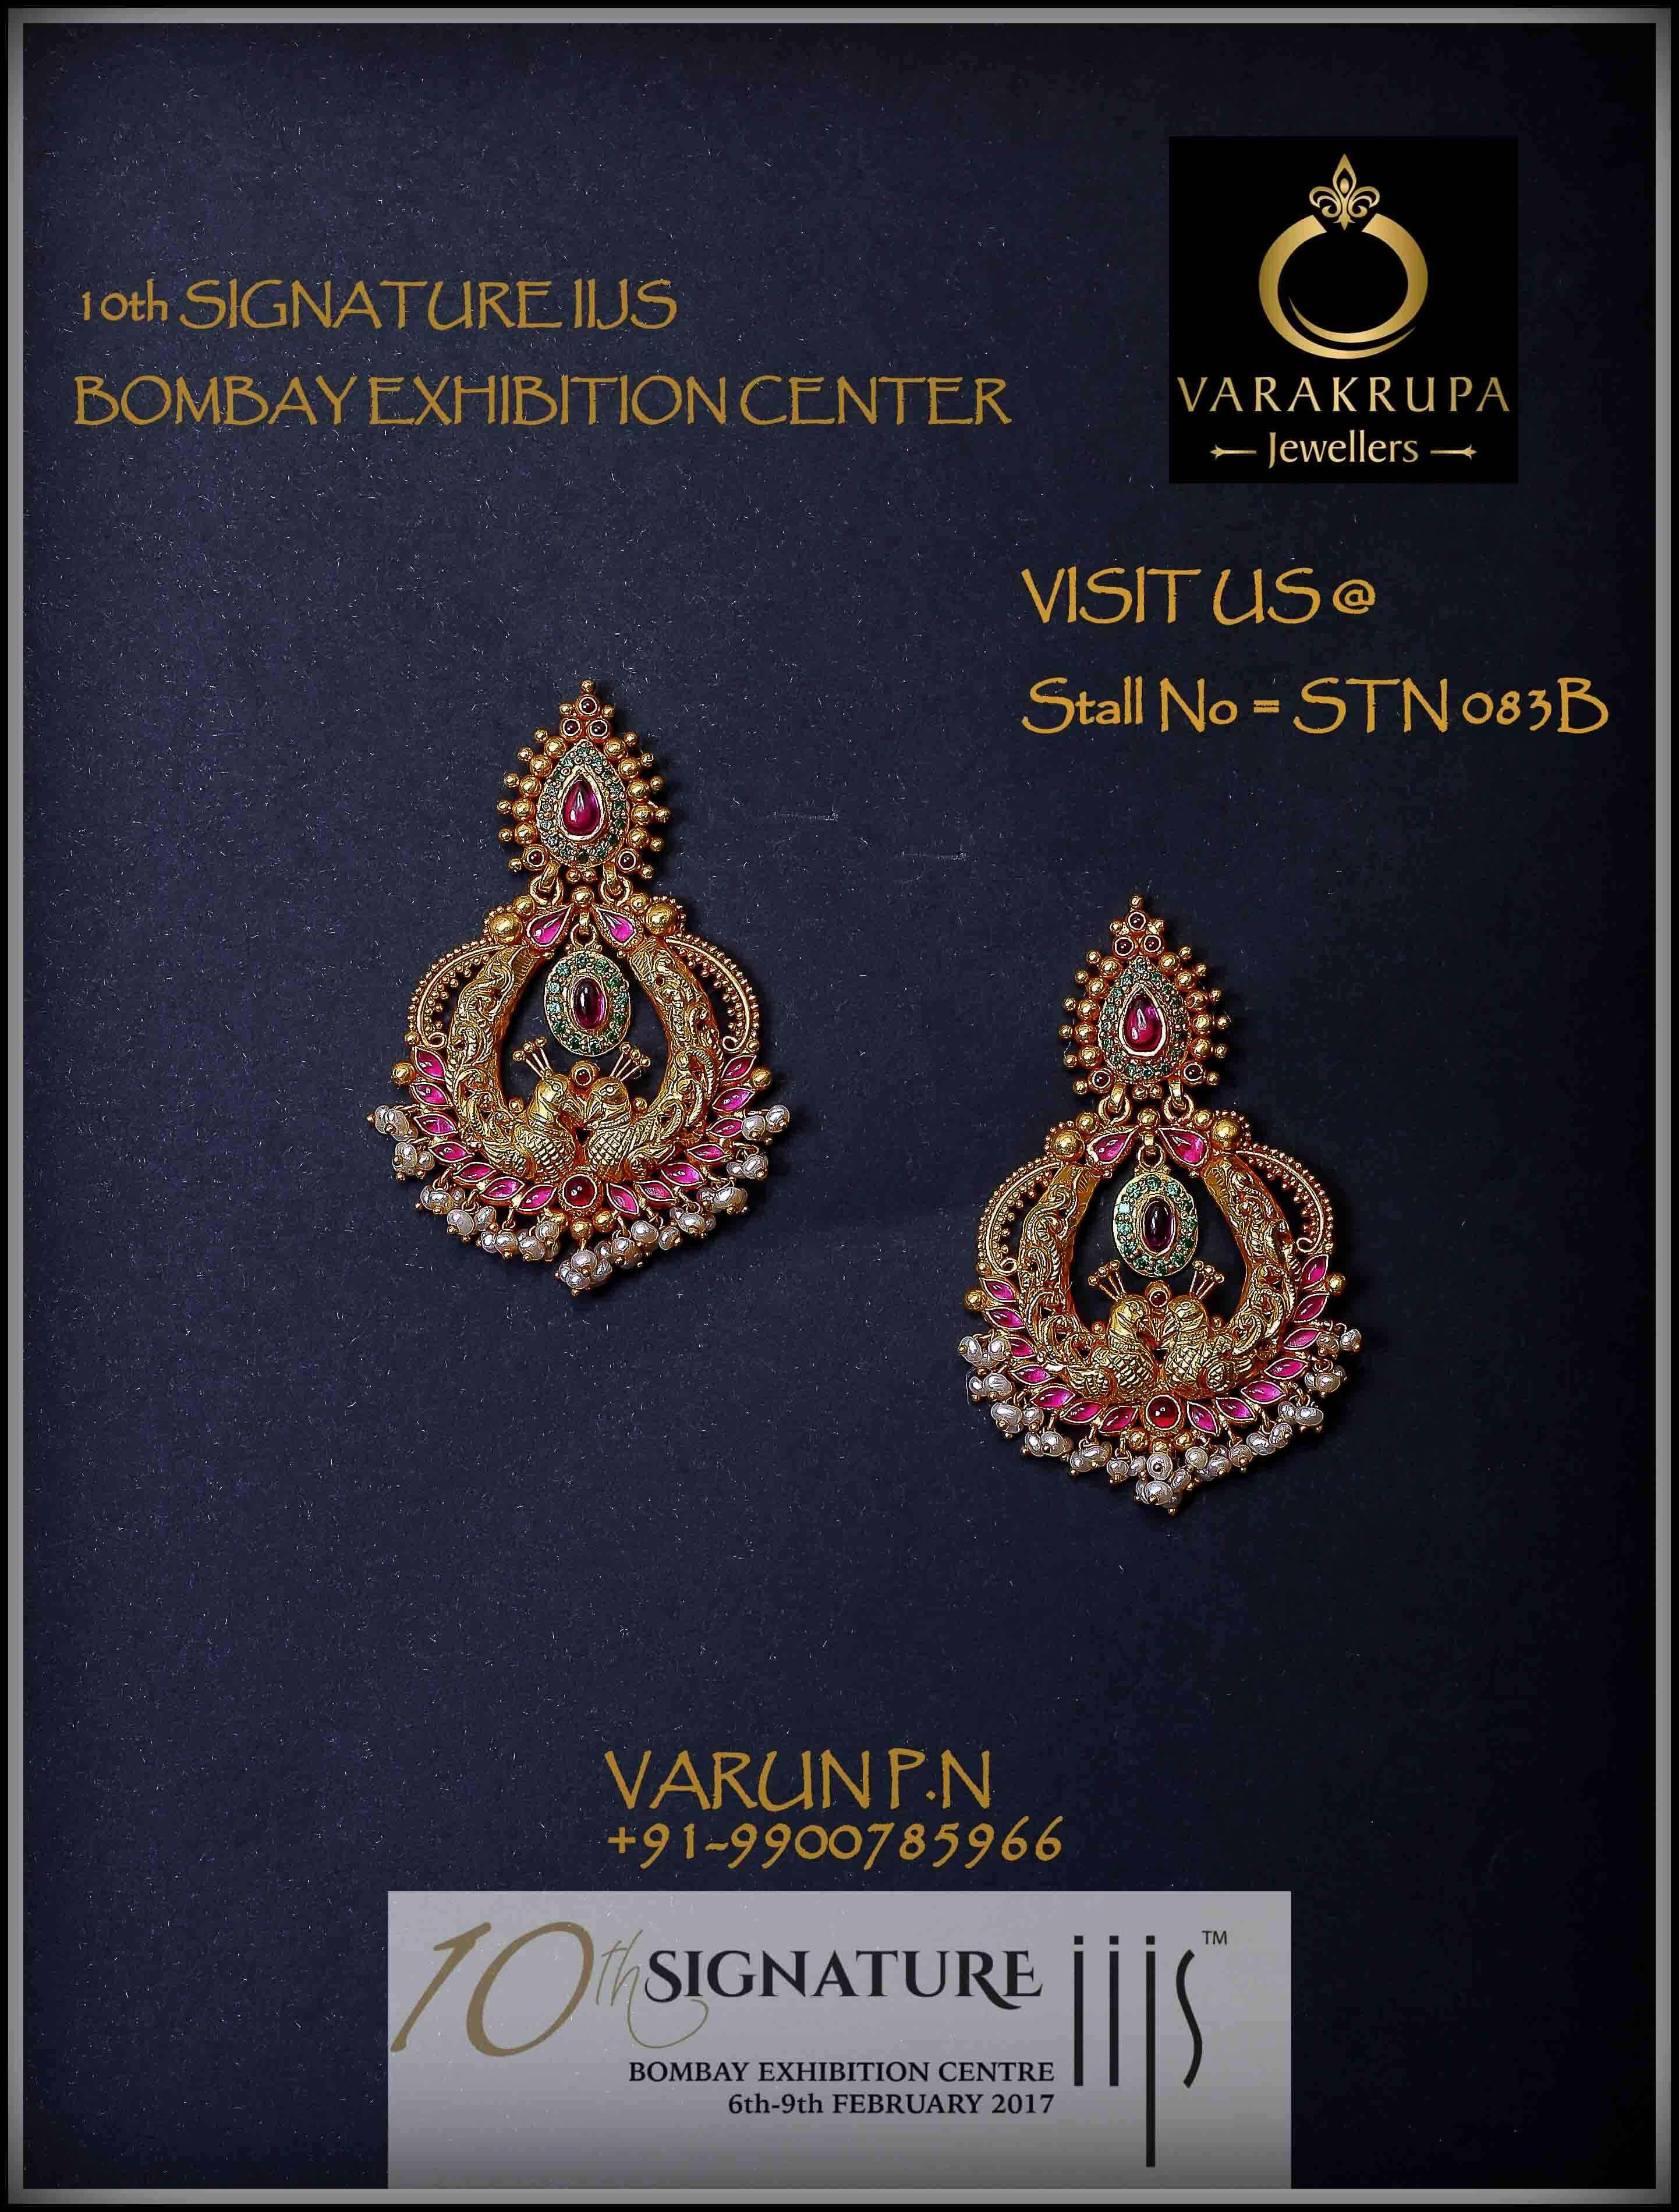 10th SIGNATURE IIJS
BOMBAY EXHIBITION CENTER
VARAKRUPA
Jewellers
VISIT US @
Stall No = STN 083B
VARUN P.N
+91-9900785966
10th SIGNATURE iijs™
BOMBAY EXHIBITION CENTRE
6th-9th FEBRUARY 2017